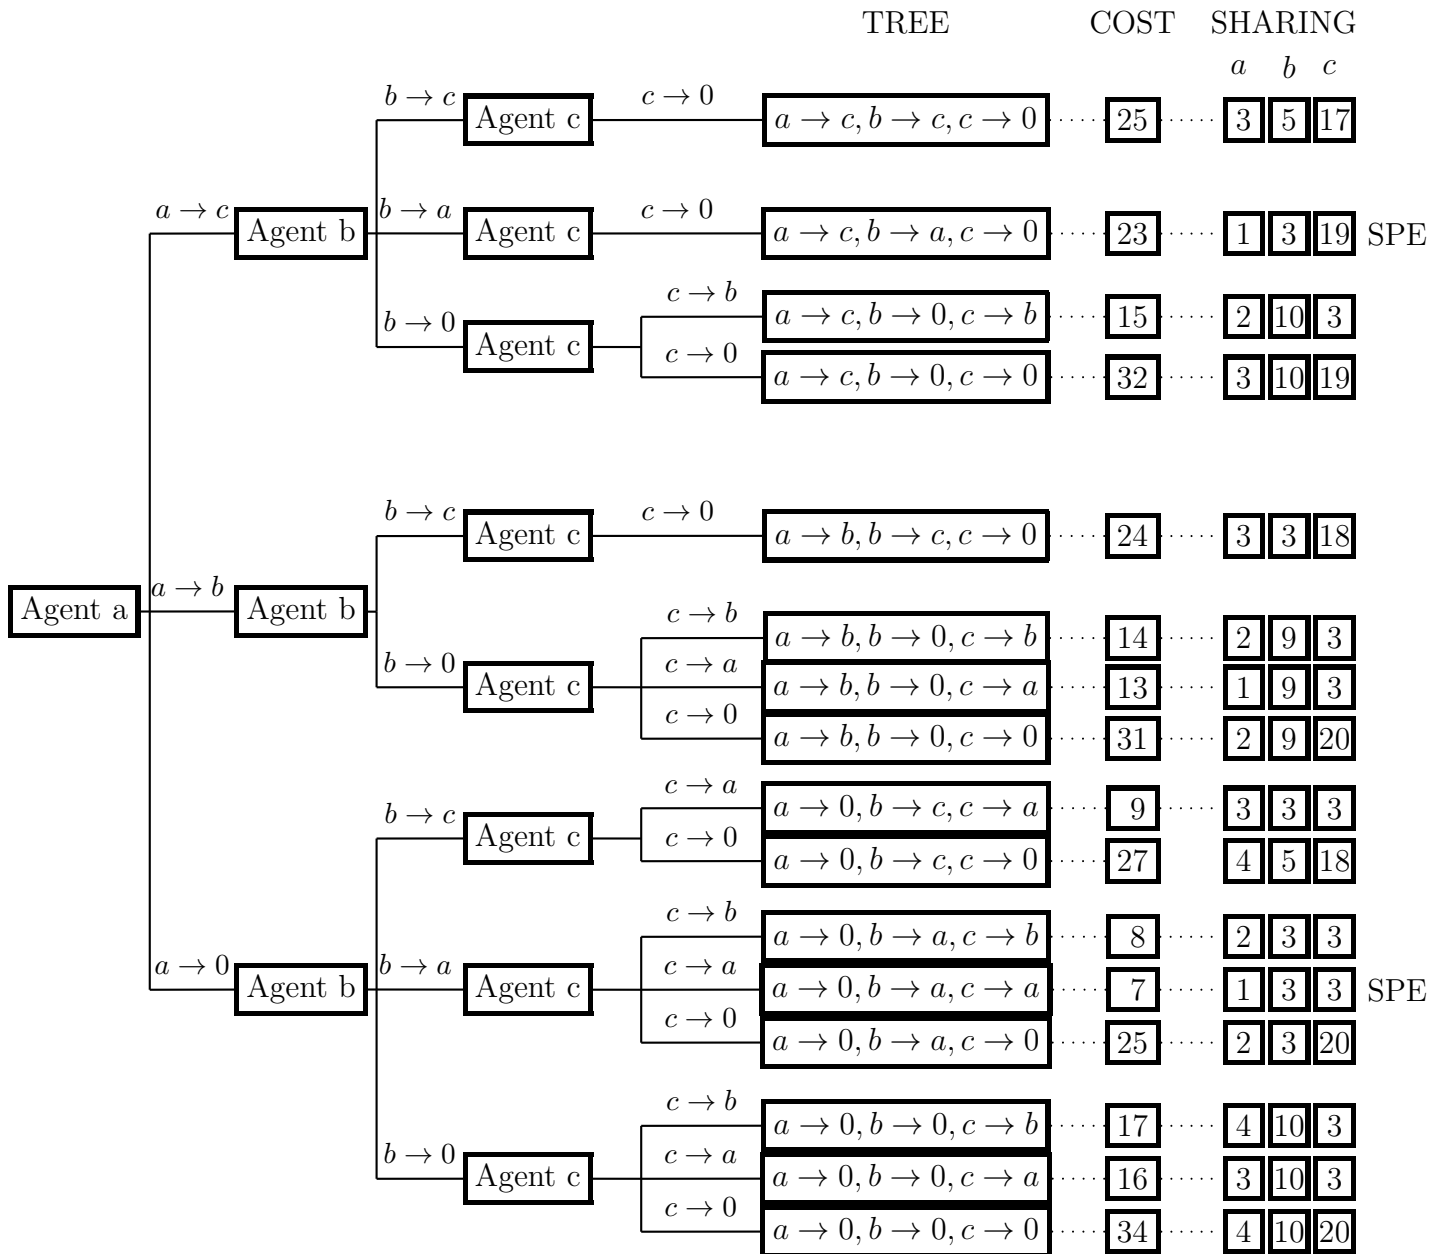 TREE COST SHARING
a b c
b → c c → 0
Agent c a → c, b → c, c → 0 25 3 5 17
a → c b → a c → 0
Agent b Agent c a → c, b → a, c → 0 23 1 3 19 SPE
c → b
b → 0 a → c, b → 0, c → b 15 2 10 3
Agent c
c → 0
a → c, b → 0, c → 0 32 3 10 19
b → c c → 0
Agent c a → b, b → c, c → 0 24 3 3 18
a → b
Agent a Agent b
c → b
a → b, b → 0, c → b 14 2 9 3
b → 0 c → a
Agent c a → b, b → 0, c → a 13 1 9 3
c → 0
a → b, b → 0, c → 0 31 2 9 20
c → a
b → c a → 0, b → c, c → a 9 3 3 3
Agent c
c → 0
a → 0, b → c, c → 0 27 4 5 18
c → b
a → 0, b → a, c → b 8 2 3 3
a → 0 b → a c → a
Agent b Agent c a → 0, b → a, c → a 7 1 3 3 SPE
c → 0
a → 0, b → a, c → 0 25 2 3 20
c → b
a → 0, b → 0, c → b 17 4 10 3
b → 0 c → a
Agent c a → 0, b → 0, c → a 16 3 10 3
c → 0
a → 0, b → 0, c → 0 34 4 10 20